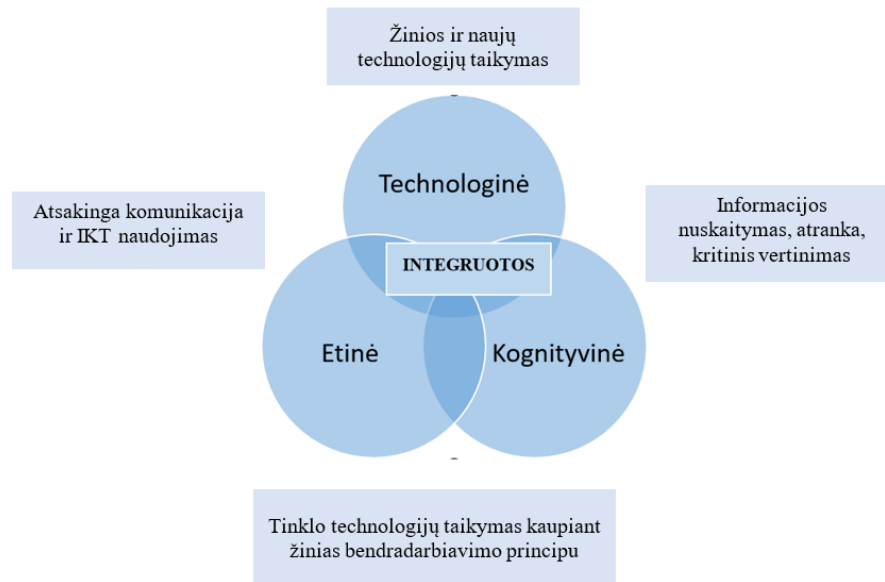 Žinios ir naujų
technologijų taikymas
Technologinė
Atsakinga komunikacija
ir IKT naudojimas
Informacijos
nuskaitymas, atranka,
kritinis vertinimas
INTEGRUOTOS
Etinė
Kognityvinė
Tinklo technologijų taikymas kaupiant
žinias bendradarbiavimo principu